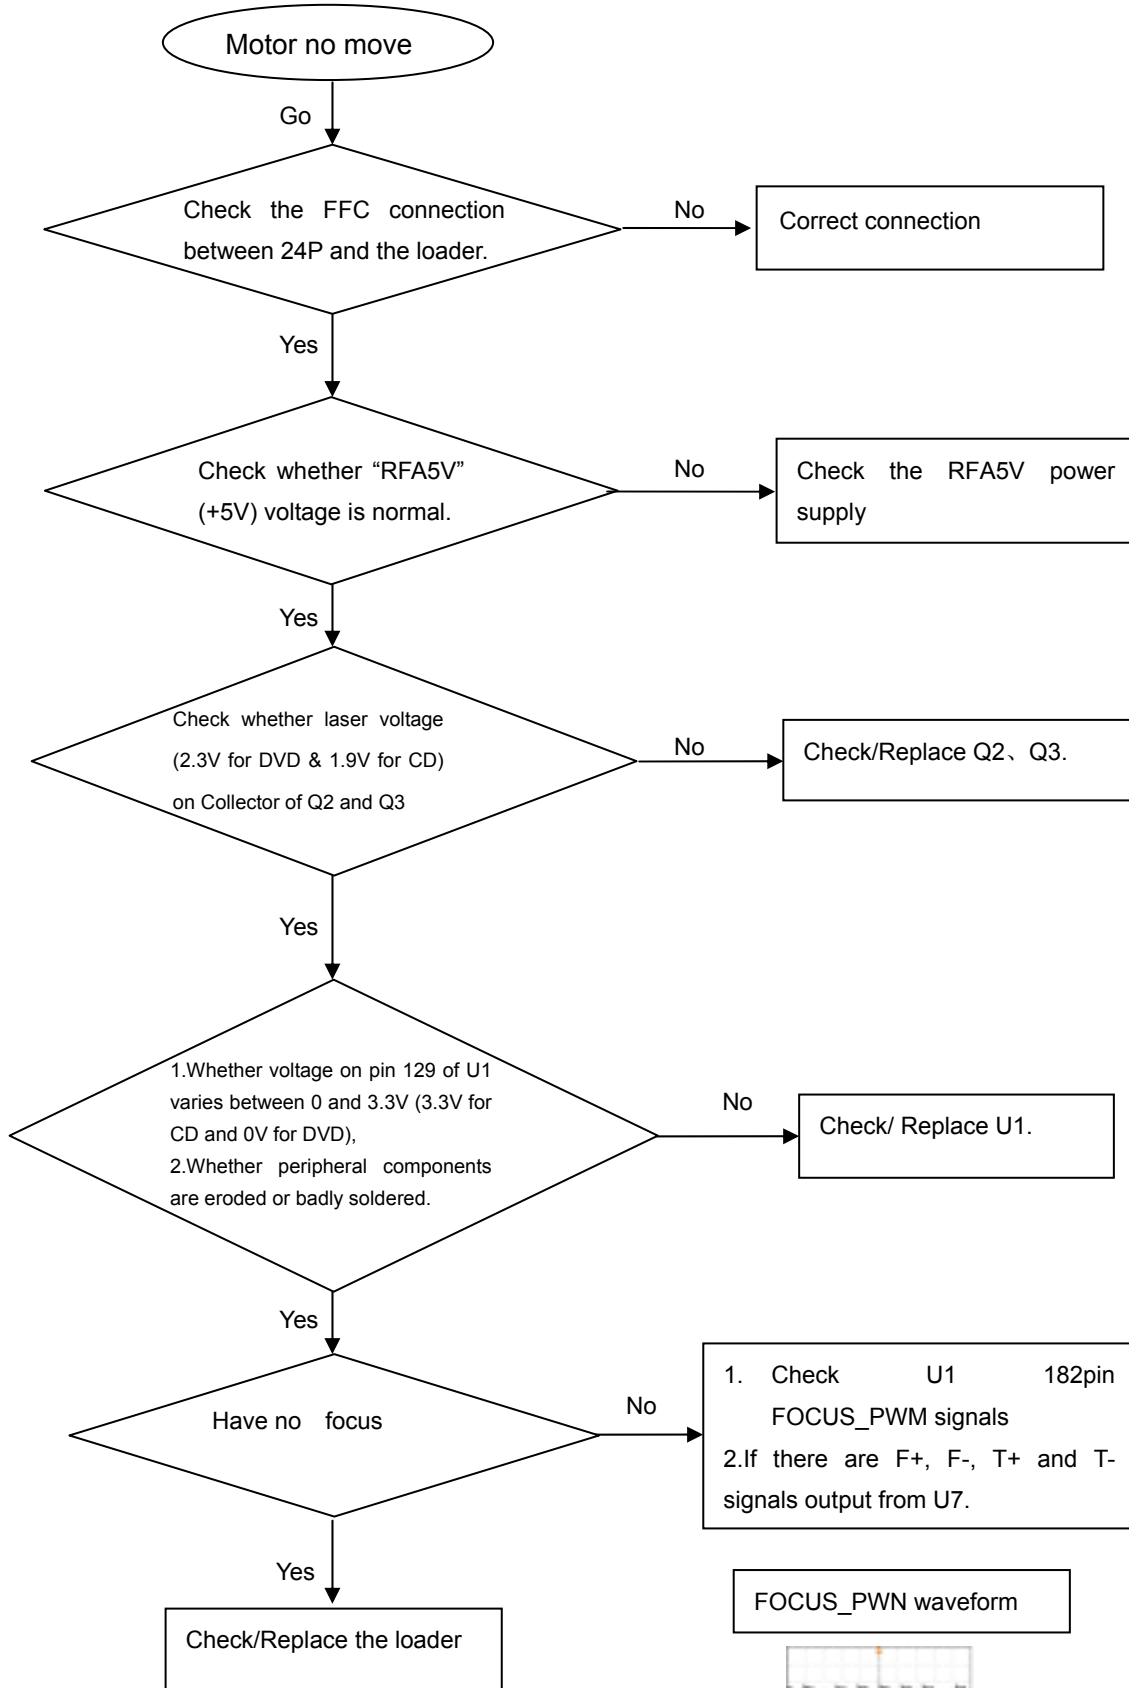 Motor no move
Go
Check the FFC connection
between 24P and the loader.
No
Correct connection
Yes
Check whether “RFA5V”
(+5V) voltage is normal.
No
Check the RFA5V power
supply
Yes
Check whether laser voltage
(2.3V for DVD & 1.9V for CD)
on Collector of Q2 and Q3
No
Check/Replace Q2、Q3.
Yes
1.Whether voltage on pin 129 of U1
varies between 0 and 3.3V (3.3V for
CD and 0V for DVD),
2.Whether peripheral components
are eroded or badly soldered.
No
Check/ Replace U1.
Yes
Have no focus
No
1. Check U1 182pin
FOCUS_PWM signals
2.If there are F+, F-, T+ and T-
signals output from U7.
Yes
Check/Replace the loader
FOCUS_PWN waveform